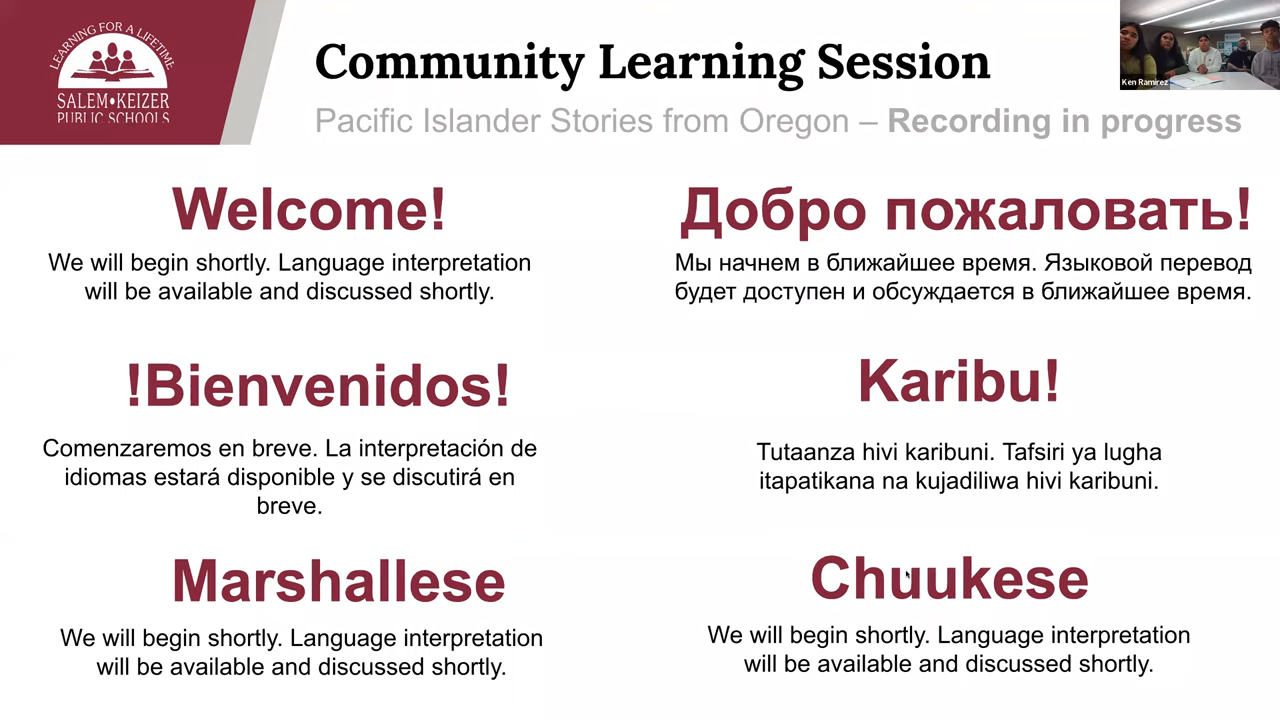 LEARNING FOR A LIFETIME
SALEM•KEIZER
PUBLIC SCHOOLS
Community Learning Session
Pacific Islander Stories from Oregon – Recording in progress
Ken Ramirez
Welcome!
We will begin shortly. Language interpretation
will be available and discussed shortly.
Добро пожаловать!
Мы начнем в ближайшее время. Языковой перевод
будет доступен и обсуждается в ближайшее время.
!Bienvenidos!
Comenzaremos en breve. La interpretación de
idiomas estará disponible y se discutirá en
breve.
Karibu!
Tutaanza hivi karibuni. Tafsiri ya lugha
itapatikana na kujadiliwa hivi karibuni.
Marshallese
We will begin shortly. Language interpretation
will be available and discussed shortly.
Chuukese
We will begin shortly. Language interpretation
will be available and discussed shortly.